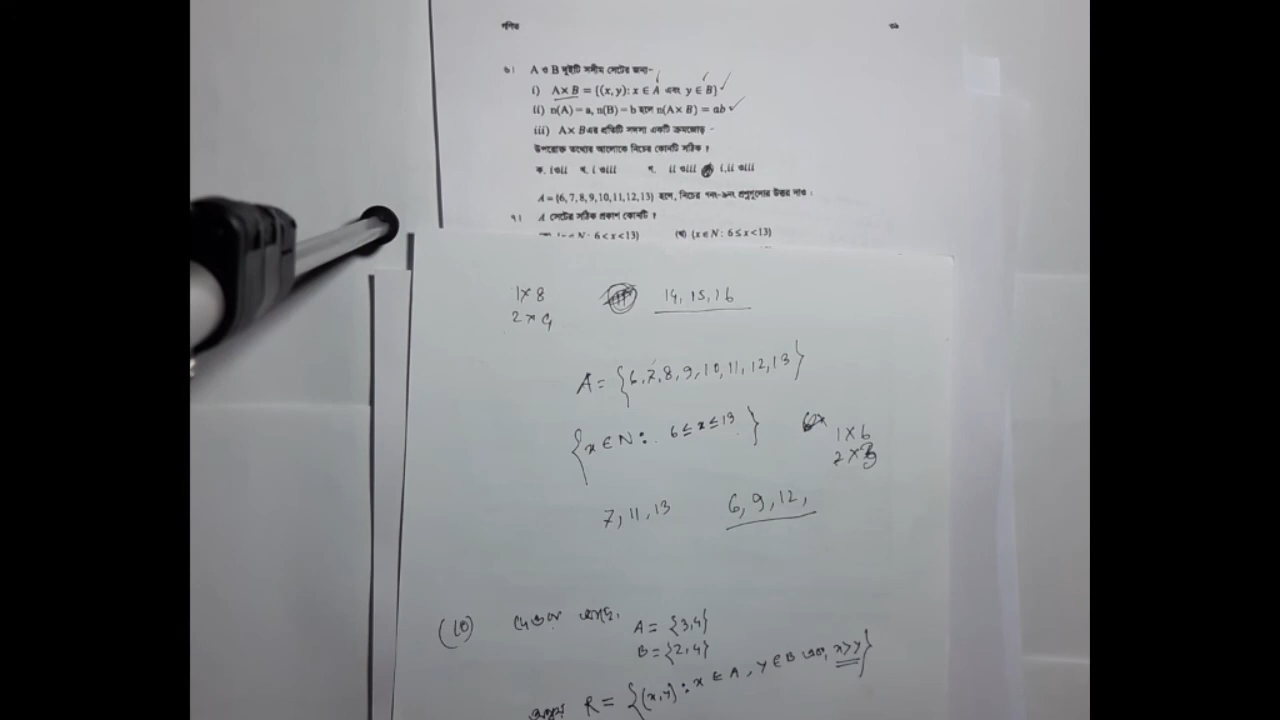 গণিত
৬। A ও B দুইটি সসীম সেটের জন্য-
i) A×B = {(x, y): x ∈ A এবং y ∈ B}
ii) n(A) = a, n(B) = b হলে n(A×B) = ab
iii) A×B এর প্রতিটি সদস্য একটি ক্রমজোড়
উপরোক্ত তথ্যের আলোকে নিচের কোনটি সঠিক ?
ক. i ও ii খ. i ও iii গ. ii ও iii i, ii ও iii
A = {6, 7, 8, 9, 10, 11, 12, 13} হলে, নিচের প্রশ্নগুলোর উত্তর দাও :
৭। A সেটের সঠিক প্রকাশ কোনটি ?
6 < x < 13} (খ) {x ∈ N : 6 ≤ x < 13}
1×8 14, 15, 16
2×4
A = {6, 7, 8, 9, 10, 11, 12, 13}
{x ∈ N : 6 ≤ x ≤ 13}
1×6
2×3
7, 11, 13 6, 9, 12,
(10) দেওয়া আছে, A = {3,4}
B = {2,4}
R = {(x,y) : x ∈ A, y ∈ B এবং x>y}